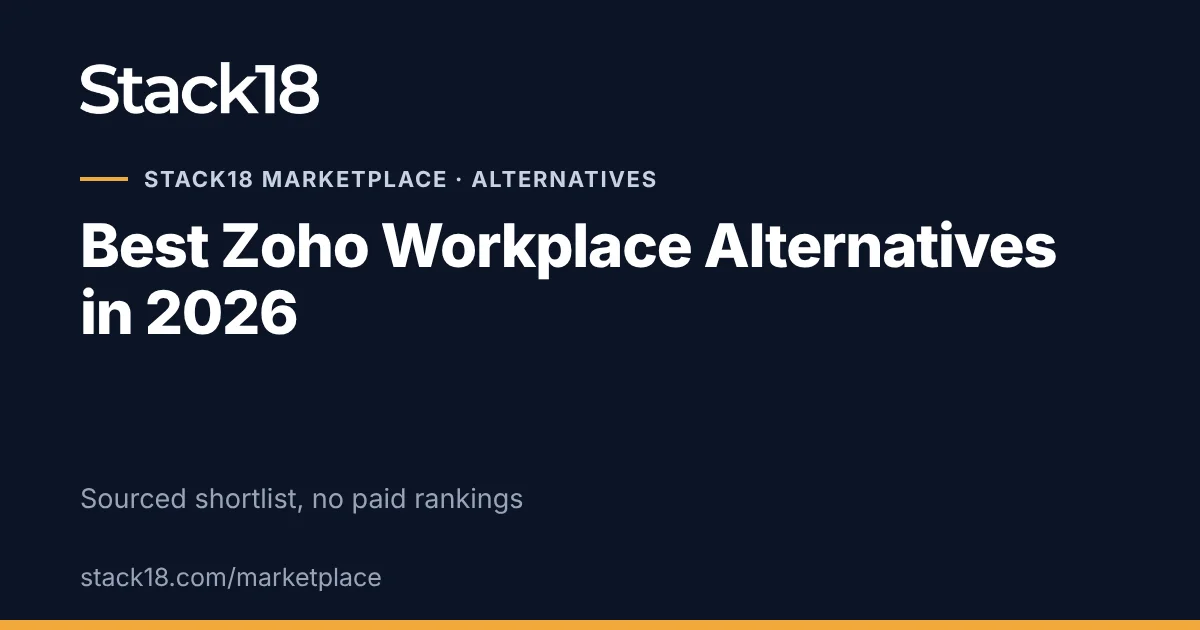 Stack18
STACK18 MARKETPLACE · ALTERNATIVES
Best Zoho Workplace Alternatives
in 2026
Sourced shortlist, no paid rankings
stack18.com/marketplace